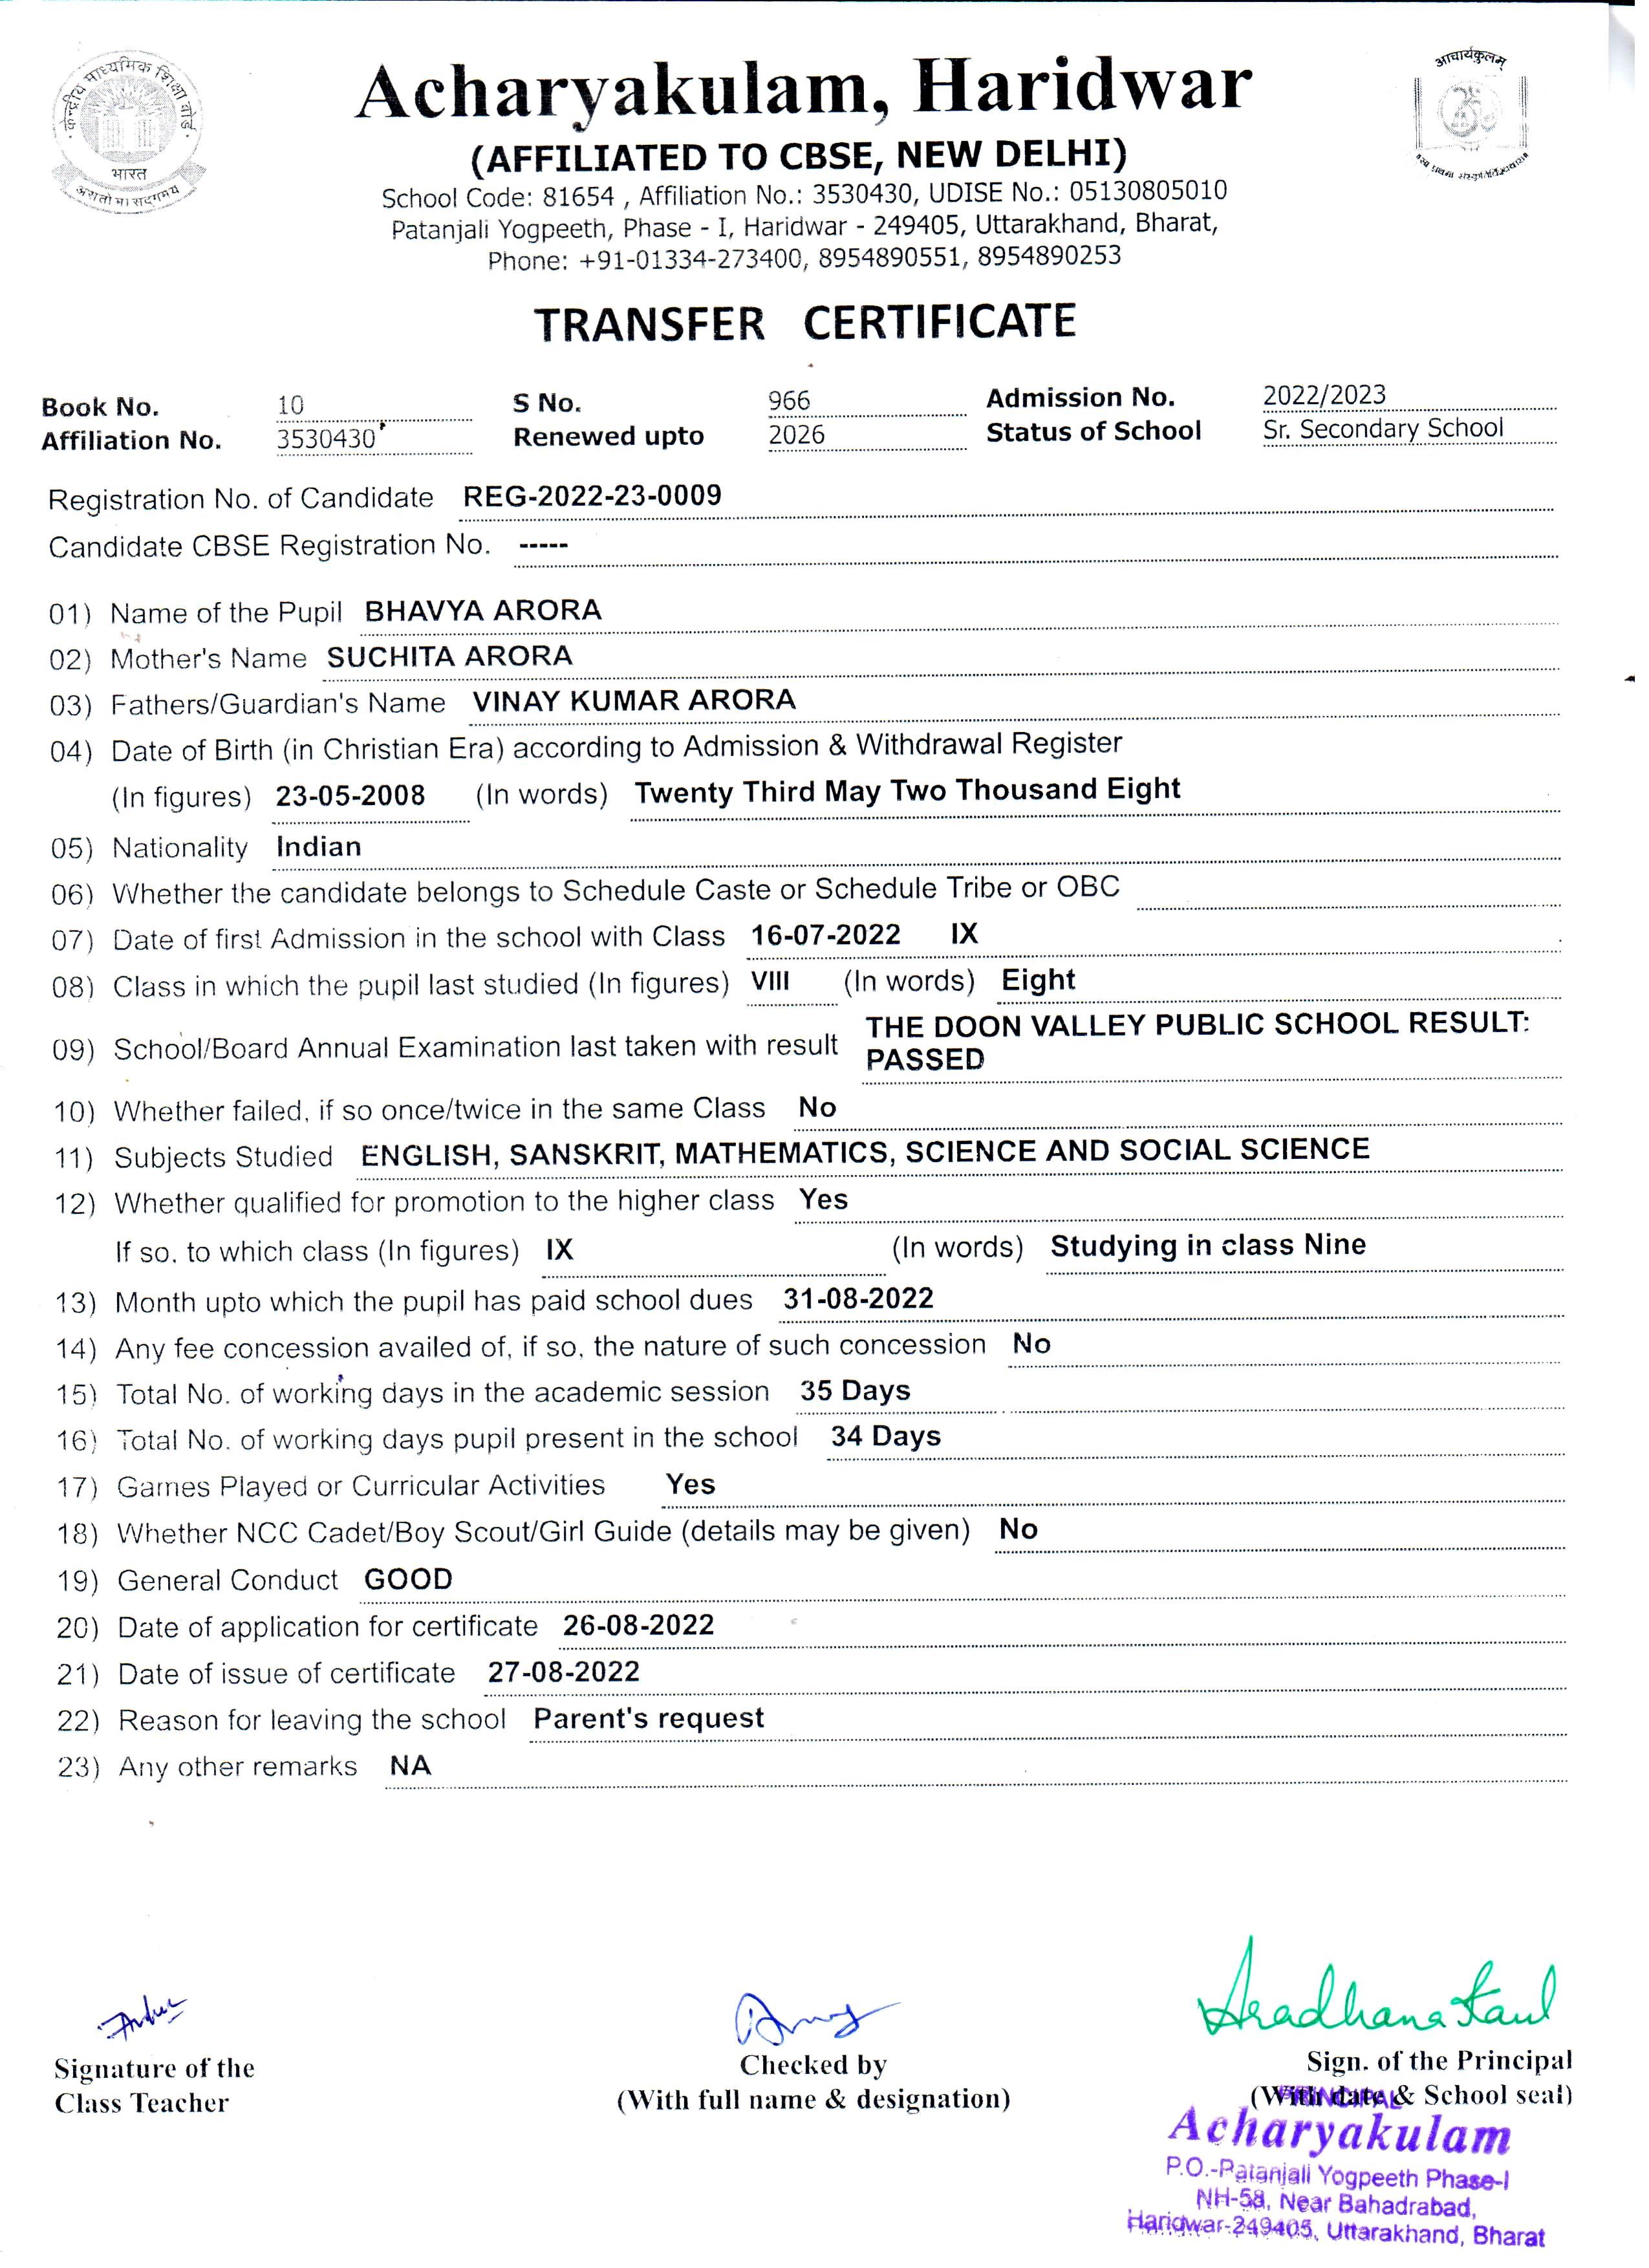 केन्द्रीय माध्यमिक शिक्षा बोर्ड
भारत
असतो मा सदगमय
आचार्यकुलम्
Acharyakulam, Haridwar
(AFFILIATED TO CBSE, NEW DELHI)
School Code: 81654 , Affiliation No.: 3530430, UDISE No.: 05130805010
Patanjali Yogpeeth, Phase - I, Haridwar - 249405, Uttarakhand, Bharat,
Phone: +91-01334-273400, 8954890551, 8954890253
TRANSFER CERTIFICATE
Book No. 10 S No. 966 Admission No. 2022/2023
Affiliation No. 3530430 Renewed upto 2026 Status of School Sr. Secondary School
Registration No. of Candidate REG-2022-23-0009
Candidate CBSE Registration No. -----
01) Name of the Pupil BHAVYA ARORA
02) Mother's Name SUCHITA ARORA
03) Fathers/Guardian's Name VINAY KUMAR ARORA
04) Date of Birth (in Christian Era) according to Admission & Withdrawal Register
(In figures) 23-05-2008 (In words) Twenty Third May Two Thousand Eight
05) Nationality Indian
06) Whether the candidate belongs to Schedule Caste or Schedule Tribe or OBC
07) Date of first Admission in the school with Class 16-07-2022 IX
08) Class in which the pupil last studied (In figures) VIII (In words) Eight
09) School/Board Annual Examination last taken with result THE DOON VALLEY PUBLIC SCHOOL RESULT:
PASSED
10) Whether failed, if so once/twice in the same Class No
11) Subjects Studied ENGLISH, SANSKRIT, MATHEMATICS, SCIENCE AND SOCIAL SCIENCE
12) Whether qualified for promotion to the higher class Yes
If so, to which class (In figures) IX (In words) Studying in class Nine
13) Month upto which the pupil has paid school dues 31-08-2022
14) Any fee concession availed of, if so, the nature of such concession No
15) Total No. of working days in the academic session 35 Days
16) Total No. of working days pupil present in the school 34 Days
17) Games Played or Curricular Activities Yes
18) Whether NCC Cadet/Boy Scout/Girl Guide (details may be given) No
19) General Conduct GOOD
20) Date of application for certificate 26-08-2022
21) Date of issue of certificate 27-08-2022
22) Reason for leaving the school Parent's request
23) Any other remarks NA
Aradhana Kaul
Signature of the Checked by Sign. of the Principal
Class Teacher (With full name & designation) (With date & School seal)
PRINCIPAL
Acharyakulam
P.O.-Patanjali Yogpeeth Phase-I
NH-58, Near Bahadrabad,
Haridwar-249405, Uttarakhand, Bharat